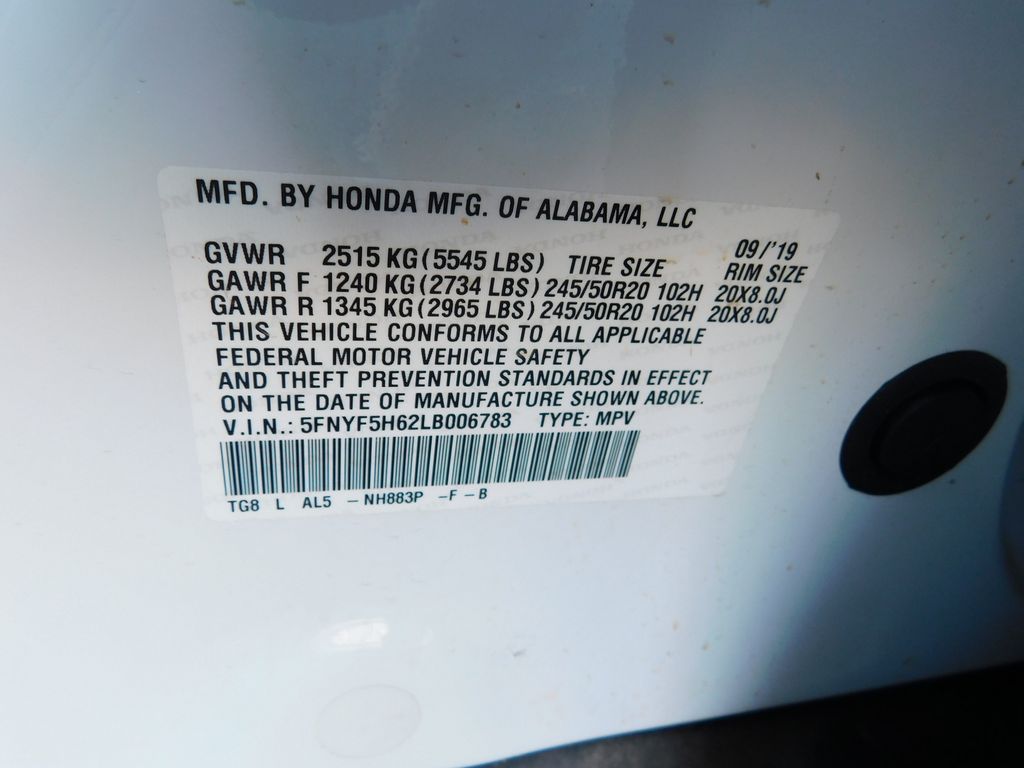 MFD. BY HONDA MFG. OF ALABAMA, LLC
09/'19
GVWR 2515 KG (5545 LBS) TIRE SIZE RIM SIZE
GAWR F 1240 KG (2734 LBS) 245/50R20 102H 20X8.0J
GAWR R 1345 KG (2965 LBS) 245/50R20 102H 20X8.0J
THIS VEHICLE CONFORMS TO ALL APPLICABLE
FEDERAL MOTOR VEHICLE SAFETY
AND THEFT PREVENTION STANDARDS IN EFFECT
ON THE DATE OF MANUFACTURE SHOWN ABOVE.
V.I.N.: 5FNYF5H62LB006783 TYPE: MPV
TG8 L AL5 – NH883P –F –B